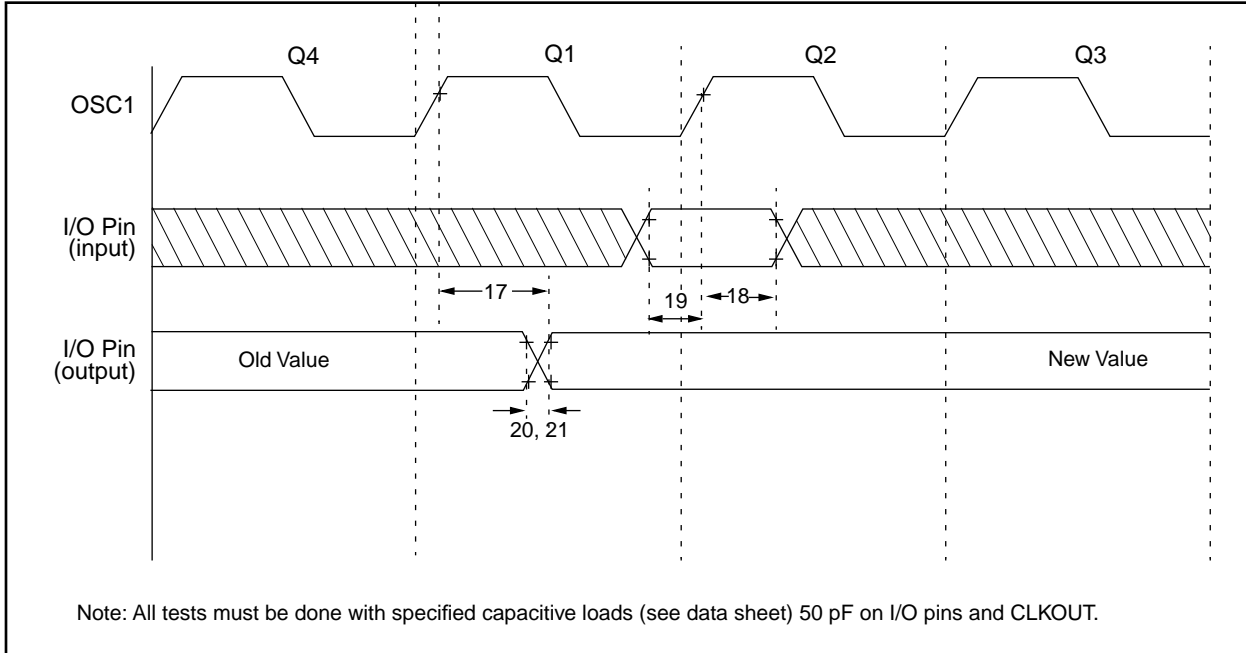 Q4
Q1
Q2
Q3
OSC1
I/O Pin
(input)
17
19
18
I/O Pin
(output)
Old Value
New Value
20, 21
Note: All tests must be done with specified capacitive loads (see data sheet) 50 pF on I/O pins and CLKOUT.